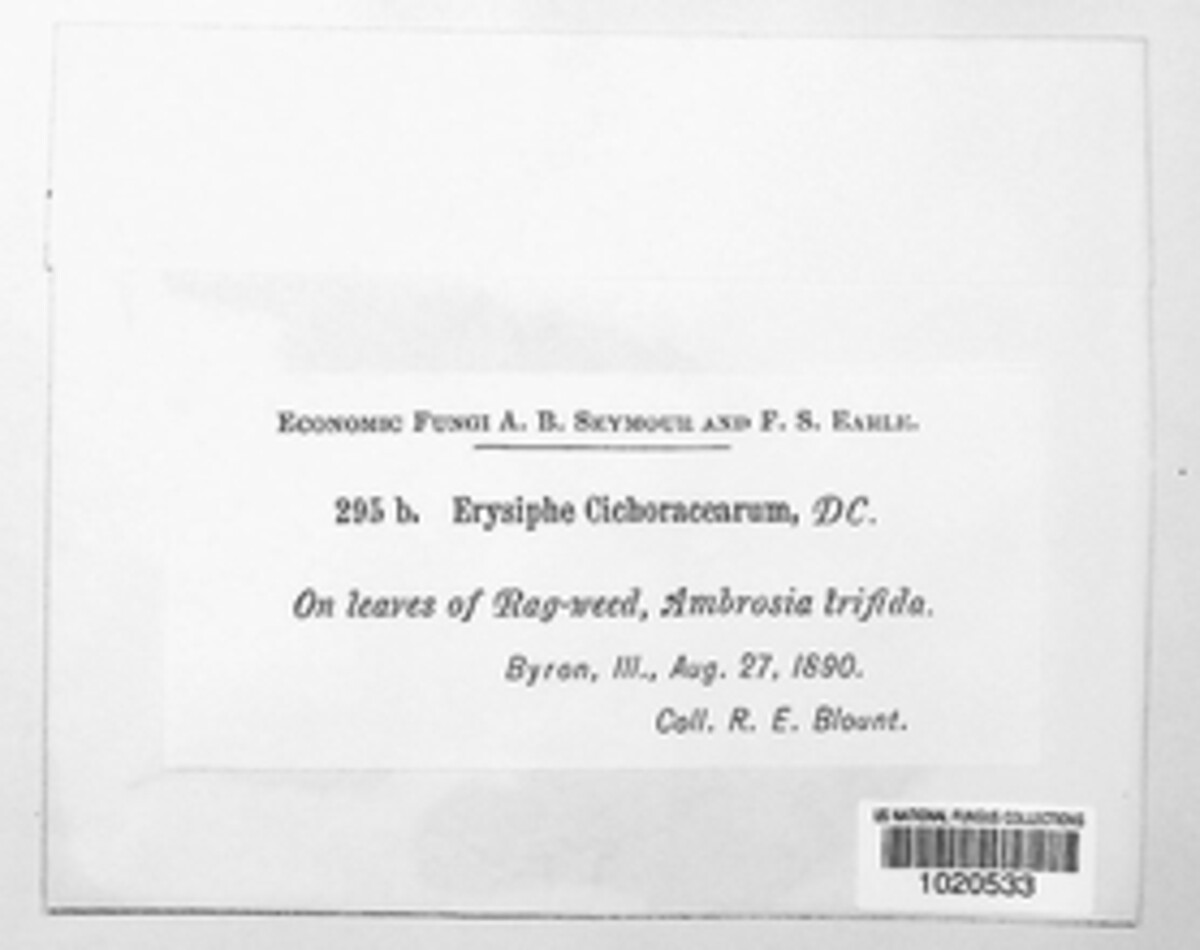 Economic Fungi A. B. Seymour and F. S. Earle.
295 b. Erysiphe Cichoracearum, DC.
On leaves of Rag-weed, Ambrosia trifida.
Byron, Ill., Aug. 27, 1890.
Coll. R. E. Blount.
US NATIONAL FUNGUS COLLECTIONS
1020533